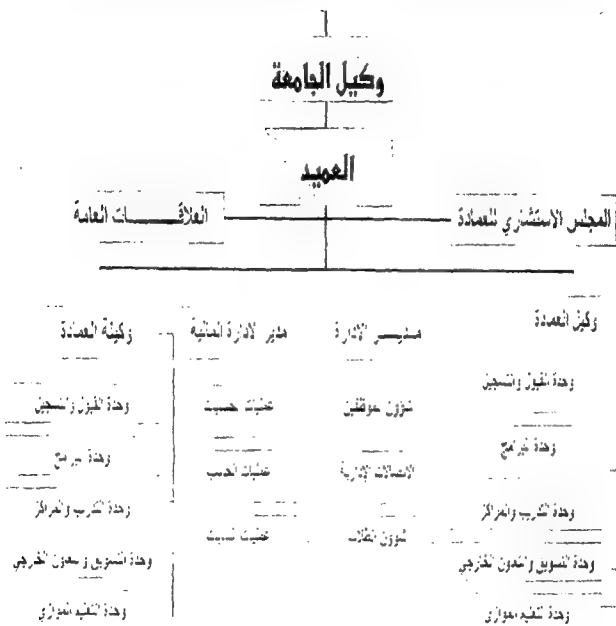 وكيل الجامعة
العميد
المجلس الاستشاري للعمادة
العلاقـــــات العامة
وكيل العمادة
مديـــر الإدارة
مدير الإدارة المالية
وكيلة العمادة
وحدة القبول والتسجيل
شؤون الموظفين
وحدة القبول والتسجيل
وحدة البرامج
الاتصالات الإدارية
وحدة البرامج
وحدة التدريب والمراكز
شؤون الطلاب
وحدة التدريب والمراكز
وحدة التسويق والتعاون الخارجي
وحدة التسويق والتعاون الخارجي
وحدة التعليم الموازي
وحدة التعليم الموازي